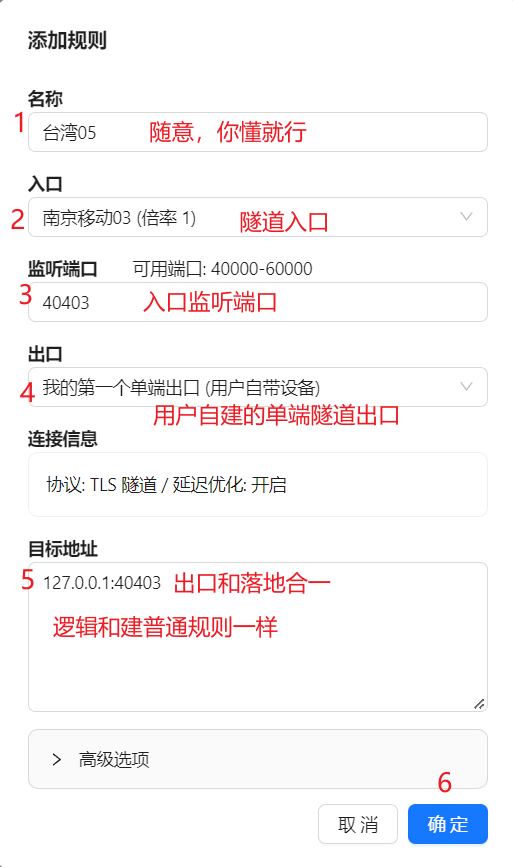 添加规则
名称
1
台湾05 随意，你懂就行
入口
2
南京移动03 (倍率 1) 隧道入口
监听端口 可用端口: 40000-60000
3
40403 入口监听端口
出口
4
我的第一个单端出口 (用户自带设备)
用户自建的单端隧道出口
连接信息
协议: TLS 隧道 / 延迟优化: 开启
目标地址
5
127.0.0.1:40403 出口和落地合一
逻辑和建普通规则一样
高级选项
6
取 消 确 定